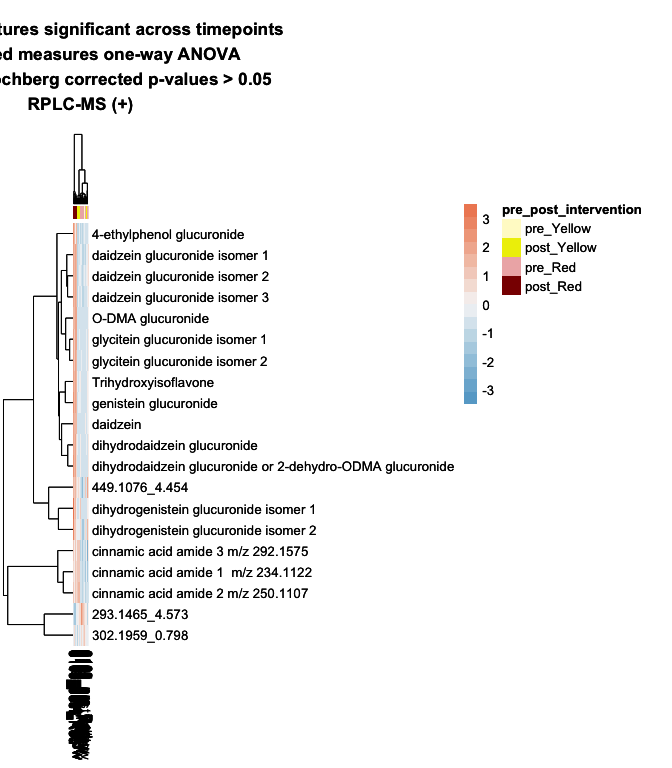 tures significant across timepoints
ed measures one-way ANOVA
ochberg corrected p-values > 0.05
RPLC-MS (+)
4-ethylphenol glucuronide
daidzein glucuronide isomer 1
daidzein glucuronide isomer 2
daidzein glucuronide isomer 3
O-DMA glucuronide
glycitein glucuronide isomer 1
glycitein glucuronide isomer 2
Trihydroxyisoflavone
genistein glucuronide
daidzein
dihydrodaidzein glucuronide
dihydrodaidzein glucuronide or 2-dehydro-ODMA glucuronide
449.1076_4.454
dihydrogenistein glucuronide isomer 1
dihydrogenistein glucuronide isomer 2
cinnamic acid amide 3 m/z 292.1575
cinnamic acid amide 1  m/z 234.1122
cinnamic acid amide 2 m/z 250.1107
293.1465_4.573
302.1959_0.798
3
2
1
0
-1
-2
-3
pre_post_intervention
pre_Yellow
post_Yellow
pre_Red
post_Red